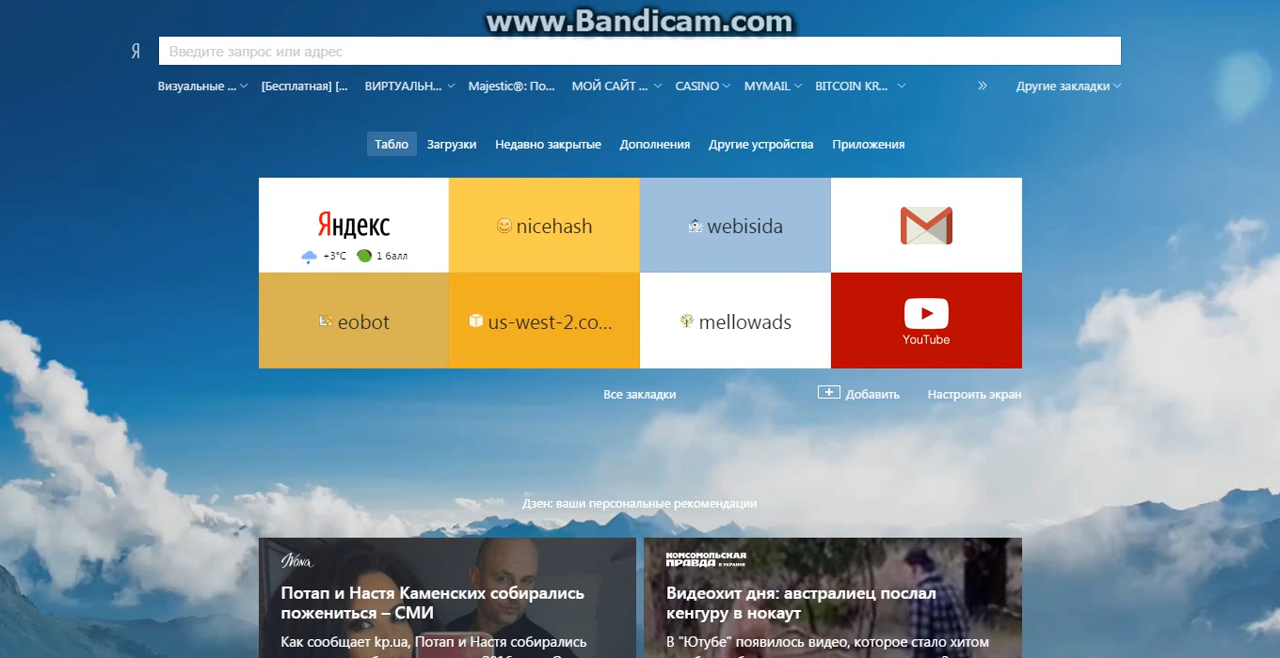 www.Bandicam.com
Я Введите запрос или адрес
Визуальные ... [Бесплатная] [... ВИРТУАЛЬН... Majestic®: По... МОЙ САЙТ ... CASINO MYMAIL BITCOIN KR... » Другие закладки
Табло Загрузки Недавно закрытые Дополнения Другие устройства Приложения
Яндекс nicehash webisida
+3°C 1 балл
eobot us-west-2.co... mellowads YouTube
Все закладки Добавить Настроить экран
Дзен: ваши персональные рекомендации
Nona
Потап и Настя Каменских собирались
пожениться – СМИ
Как сообщает kp.ua, Потап и Настя собирались
КОМСОМОЛЬСКАЯ
ПРАВДА В УКРАИНЕ
Видеохит дня: австралиец послал
кенгуру в нокаут
В "Ютубе" появилось видео, которое стало хитом